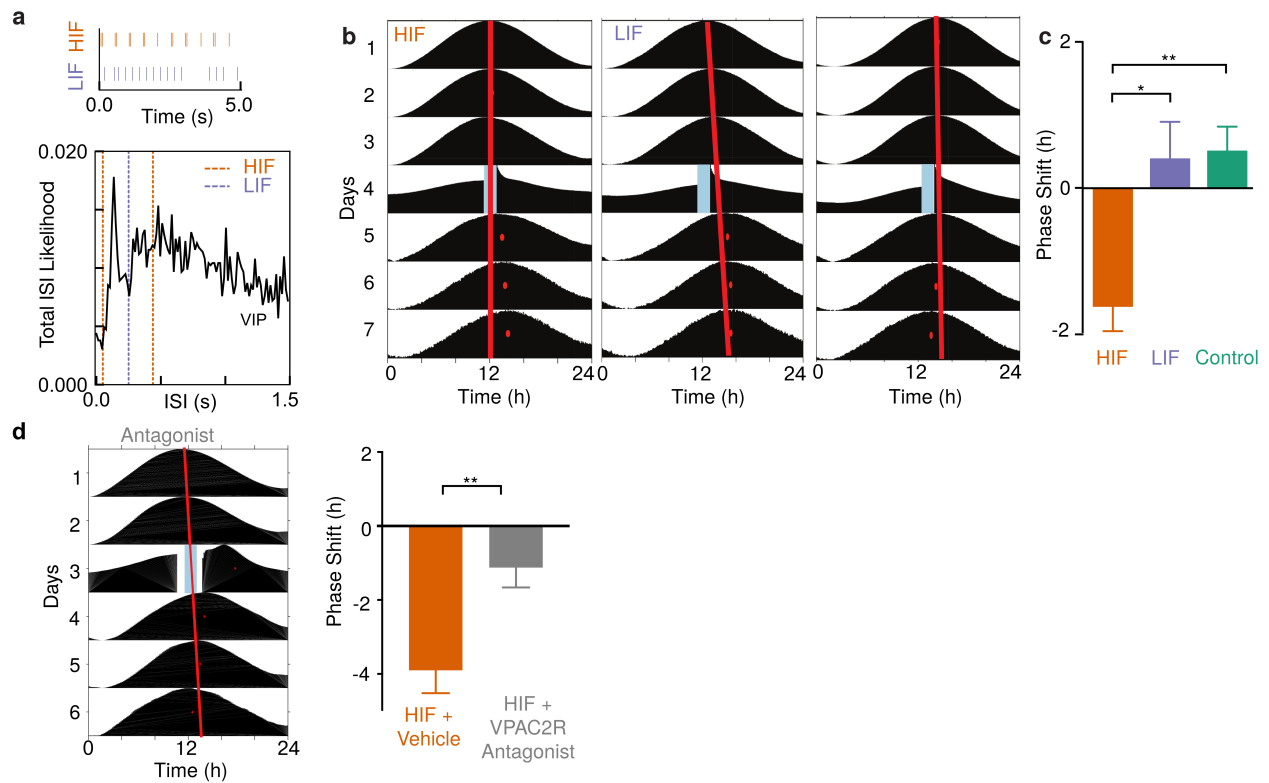 a
HIF
LIF
0.0 5.0
Time (s)
0.020
HIF
LIF
Total ISI Likelihood
VIP
0.000
0.0 1.5
ISI (s)
b
HIF
LIF
1
2
3
4
5
6
7
Days
0 12 24
Time (h)
0 12 24
Time (h)
0 12 24
Time (h)
c
2
**
*
0
-2
Phase Shift (h)
HIF LIF Control
d
Antagonist
1
2
3
4
5
6
Days
0 12 24
Time (h)
2
**
0
-2
-4
Phase Shift (h)
HIF +
Vehicle
HIF +
VPAC2R
Antagonist